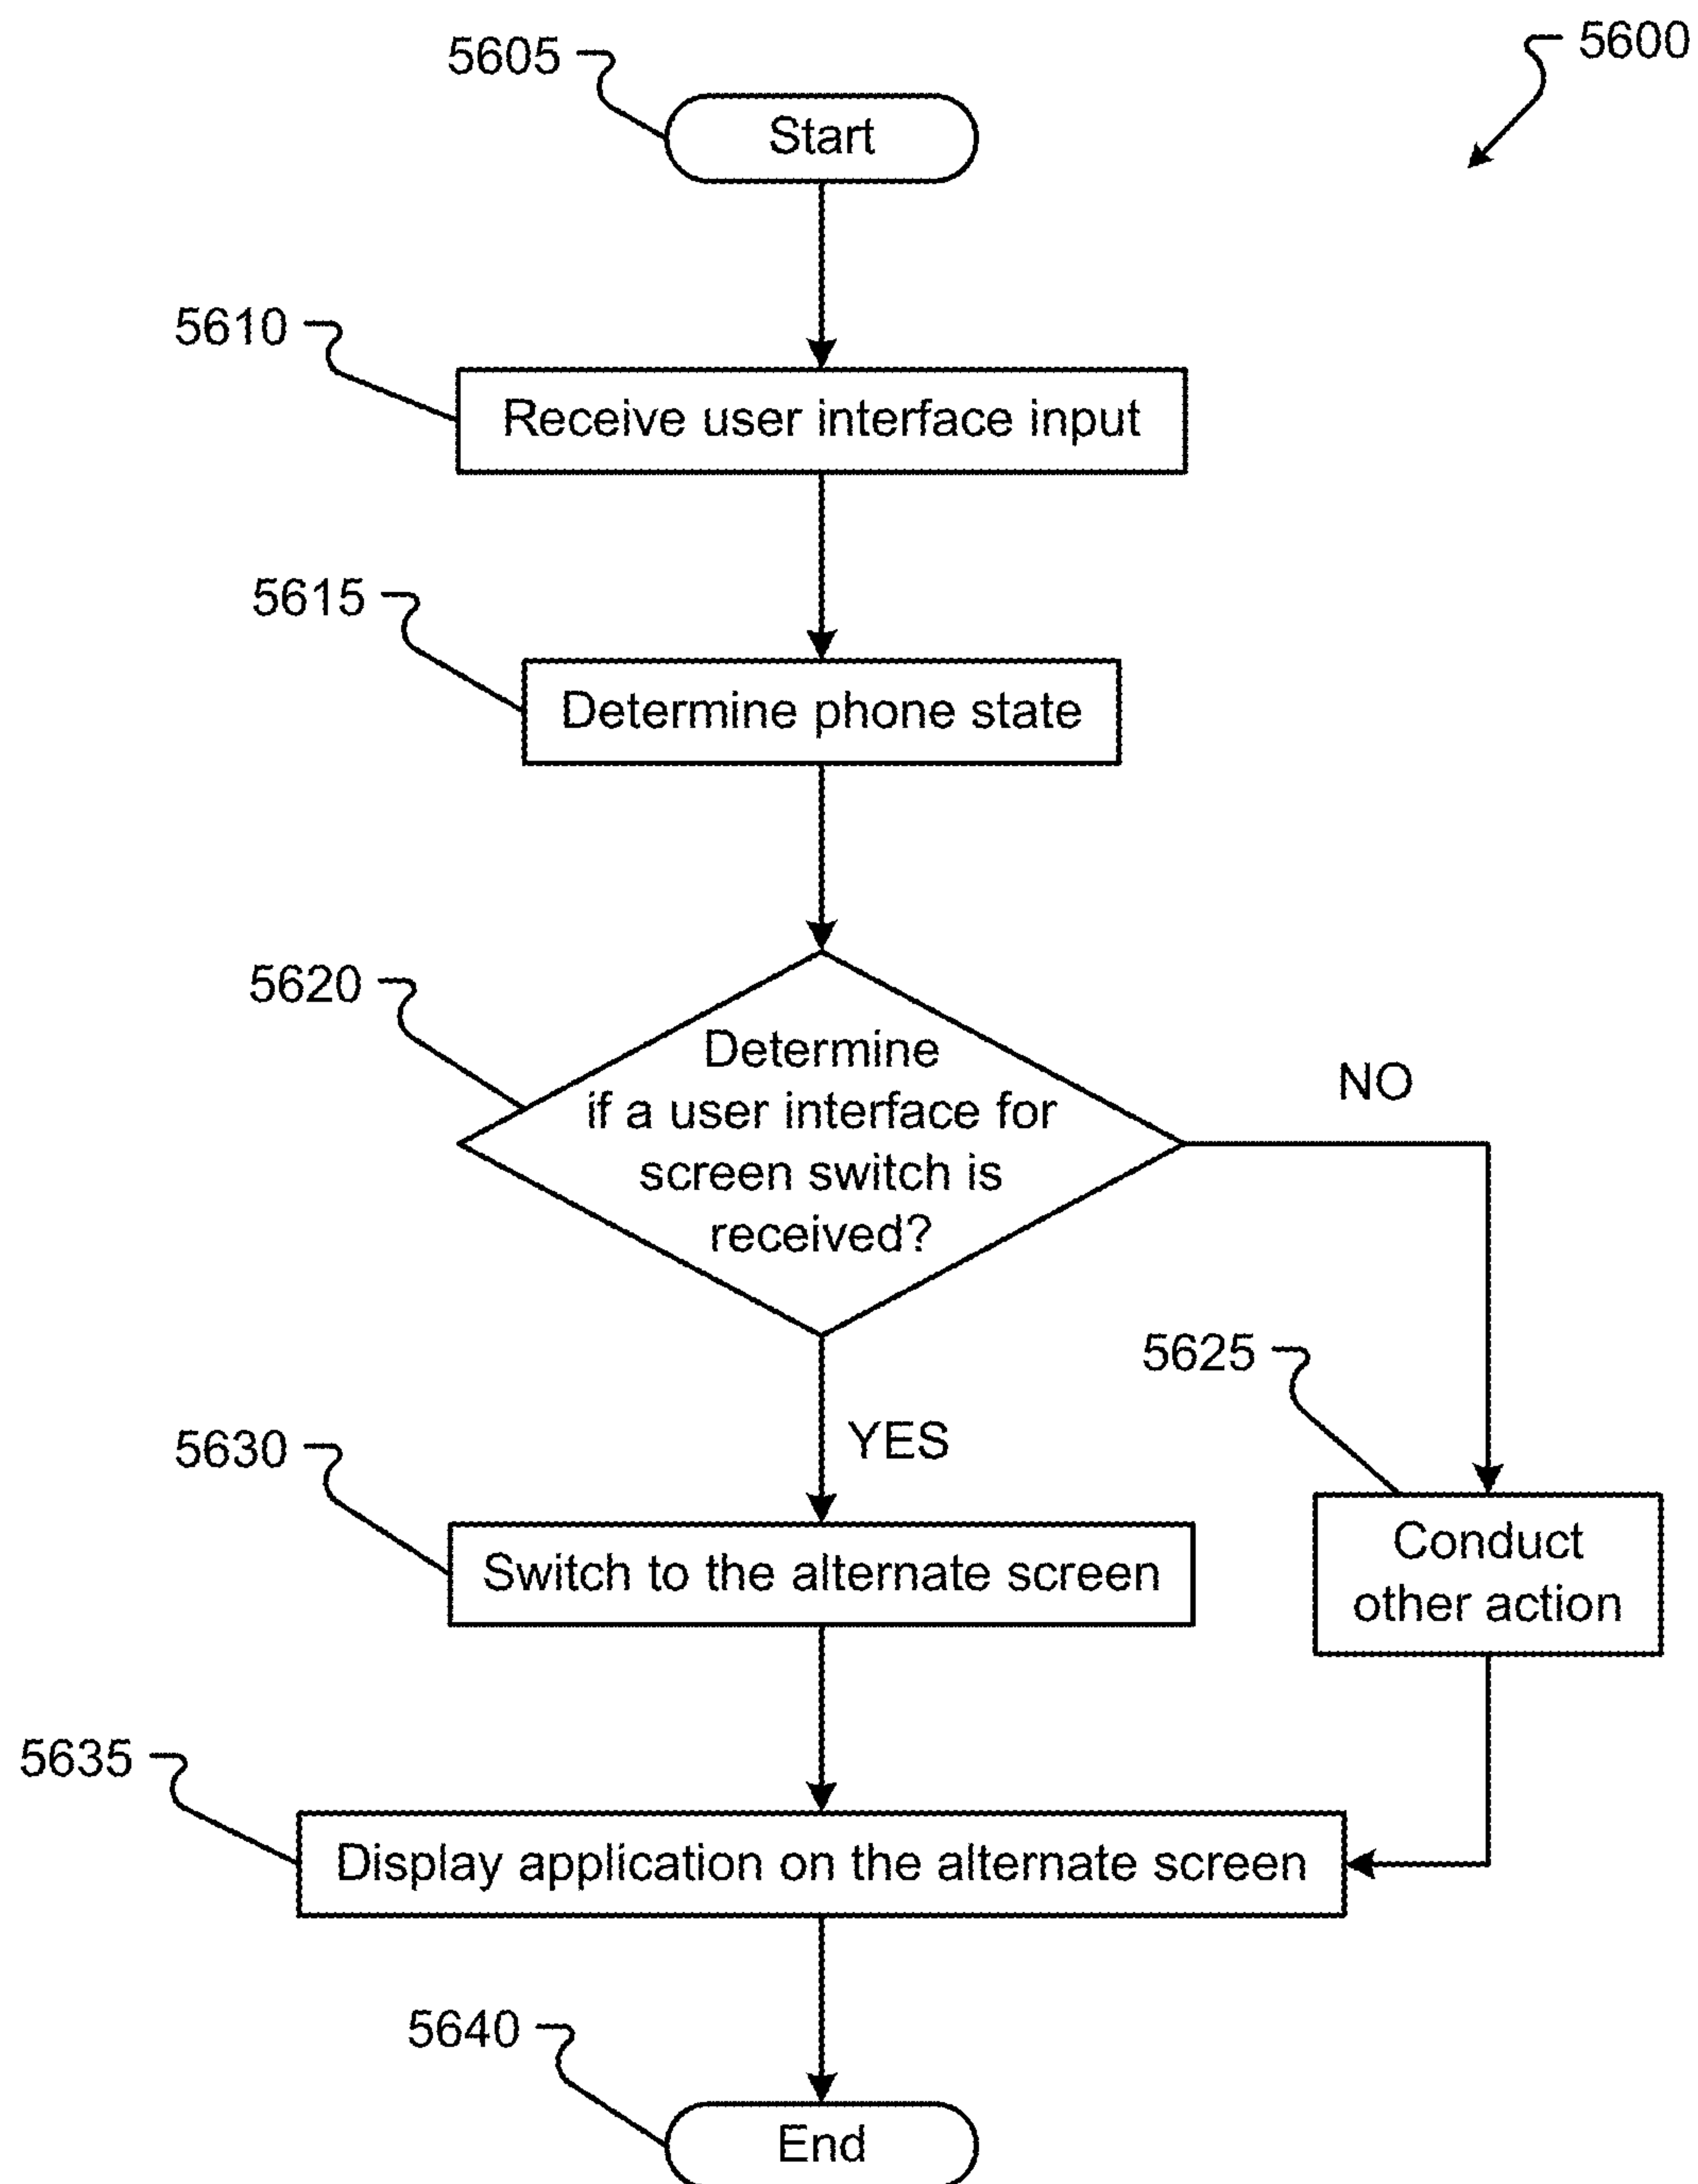 5600
5605
Start
5610
Receive user interface input
5615
Determine phone state
5620
Determine
if a user interface for
screen switch is
received?
NO
YES
5625
Conduct
other action
5630
Switch to the alternate screen
5635
Display application on the alternate screen
5640
End